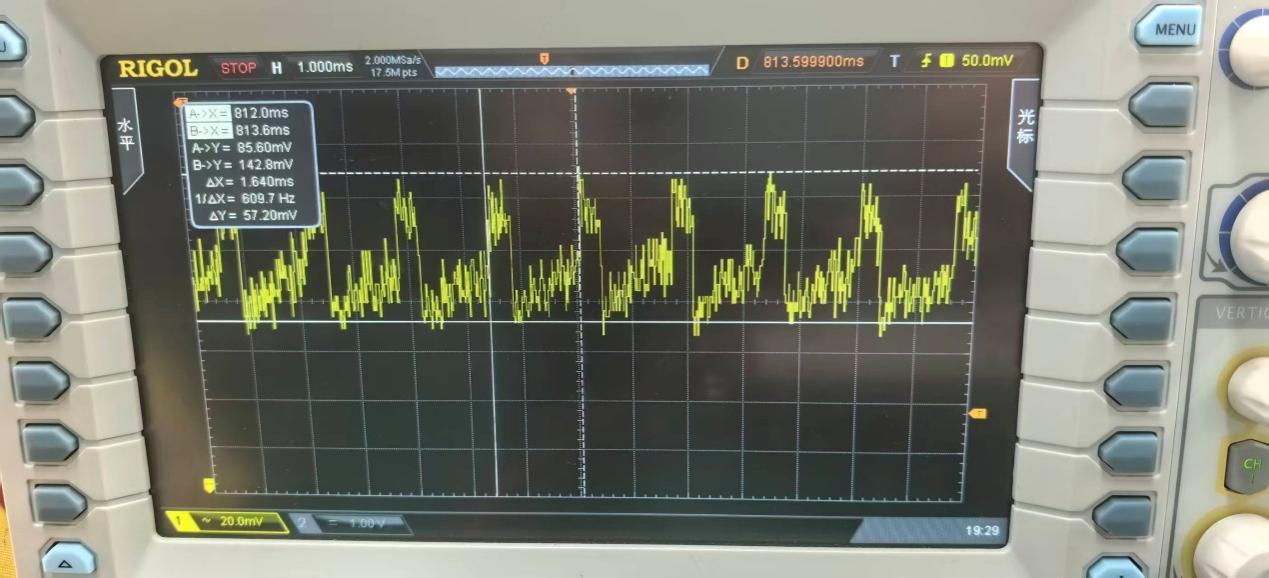 MENU
RIGOL STOP H 1.000ms 2.000MSa/s 17.5M pts D 813.599900ms T 1 50.0mV
水平
光标
A->X= 812.0ms
B->X= 813.6ms
A->Y= 85.60mV
B->Y= 142.8mV
ΔX= 1.640ms
1/ΔX= 609.7 Hz
ΔY= 57.20mV
CH
1 ~ 20.0mV 2 = 1.00V
19:29